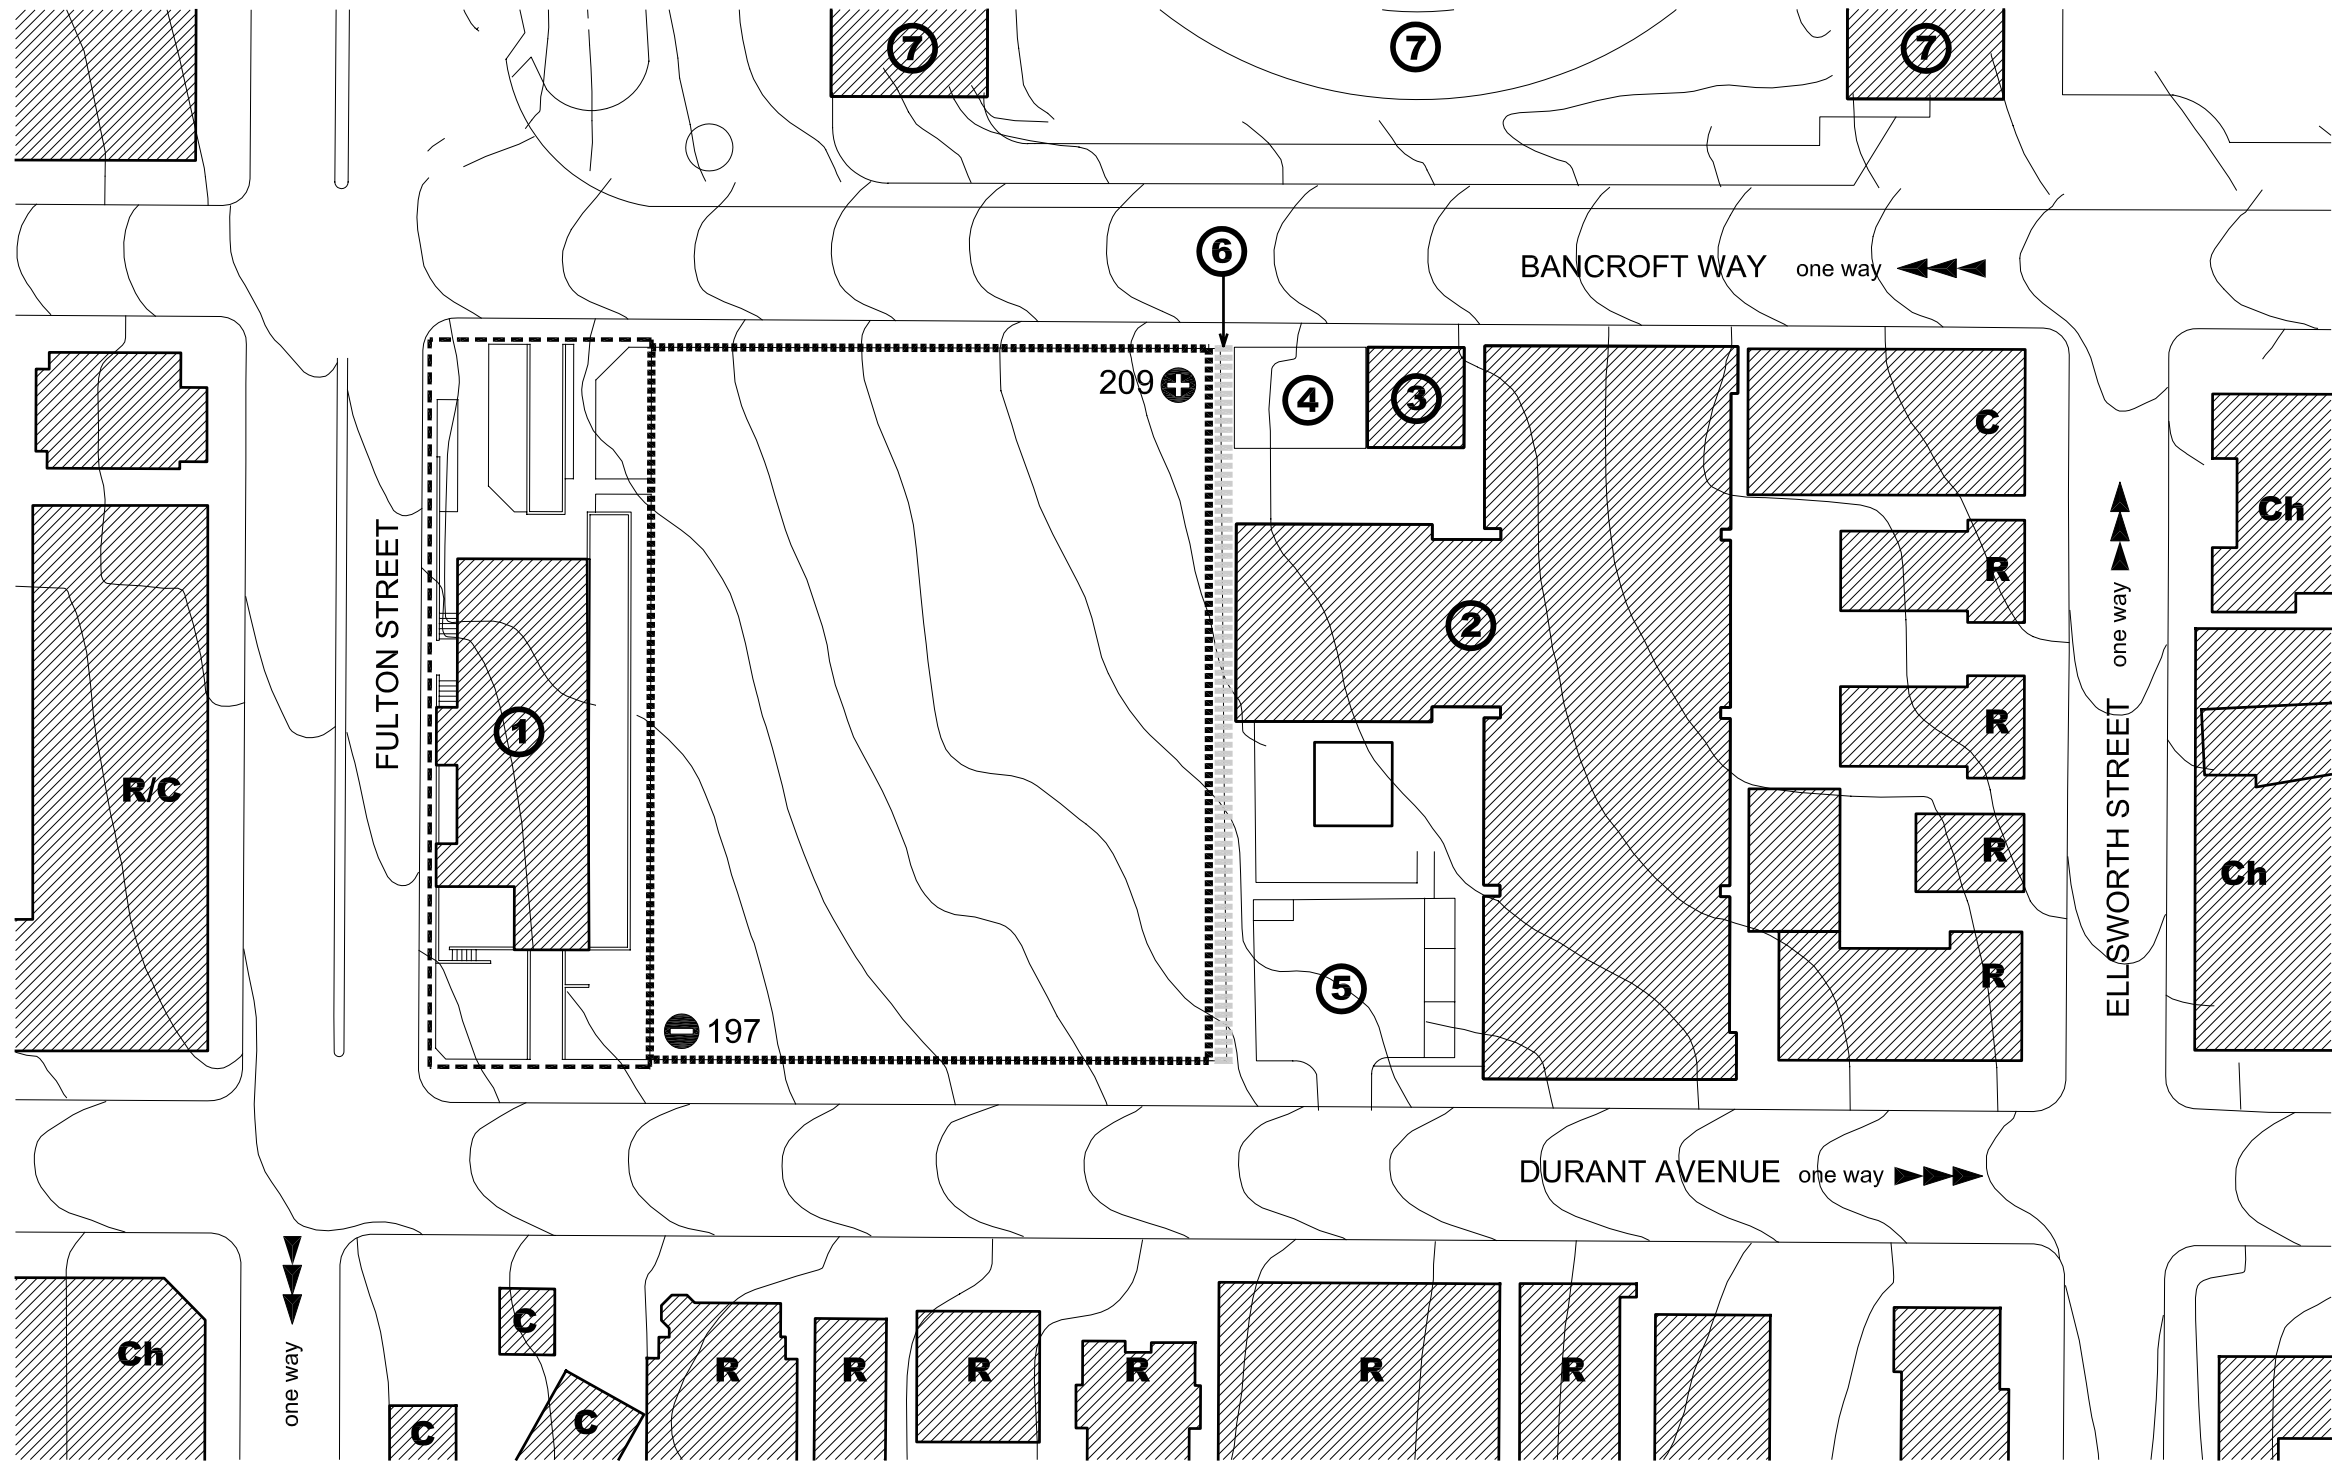 7
7
7
6
BANCROFT WAY one way
209 +
4
3
C
Ch
R
FULTON STREET
2
one way
1
R
R/C
ELLSWORTH STREET
R
Ch
5
R
− 197
DURANT AVENUE one way
one way
Ch
C
C
C
R
R
R
R
R
R